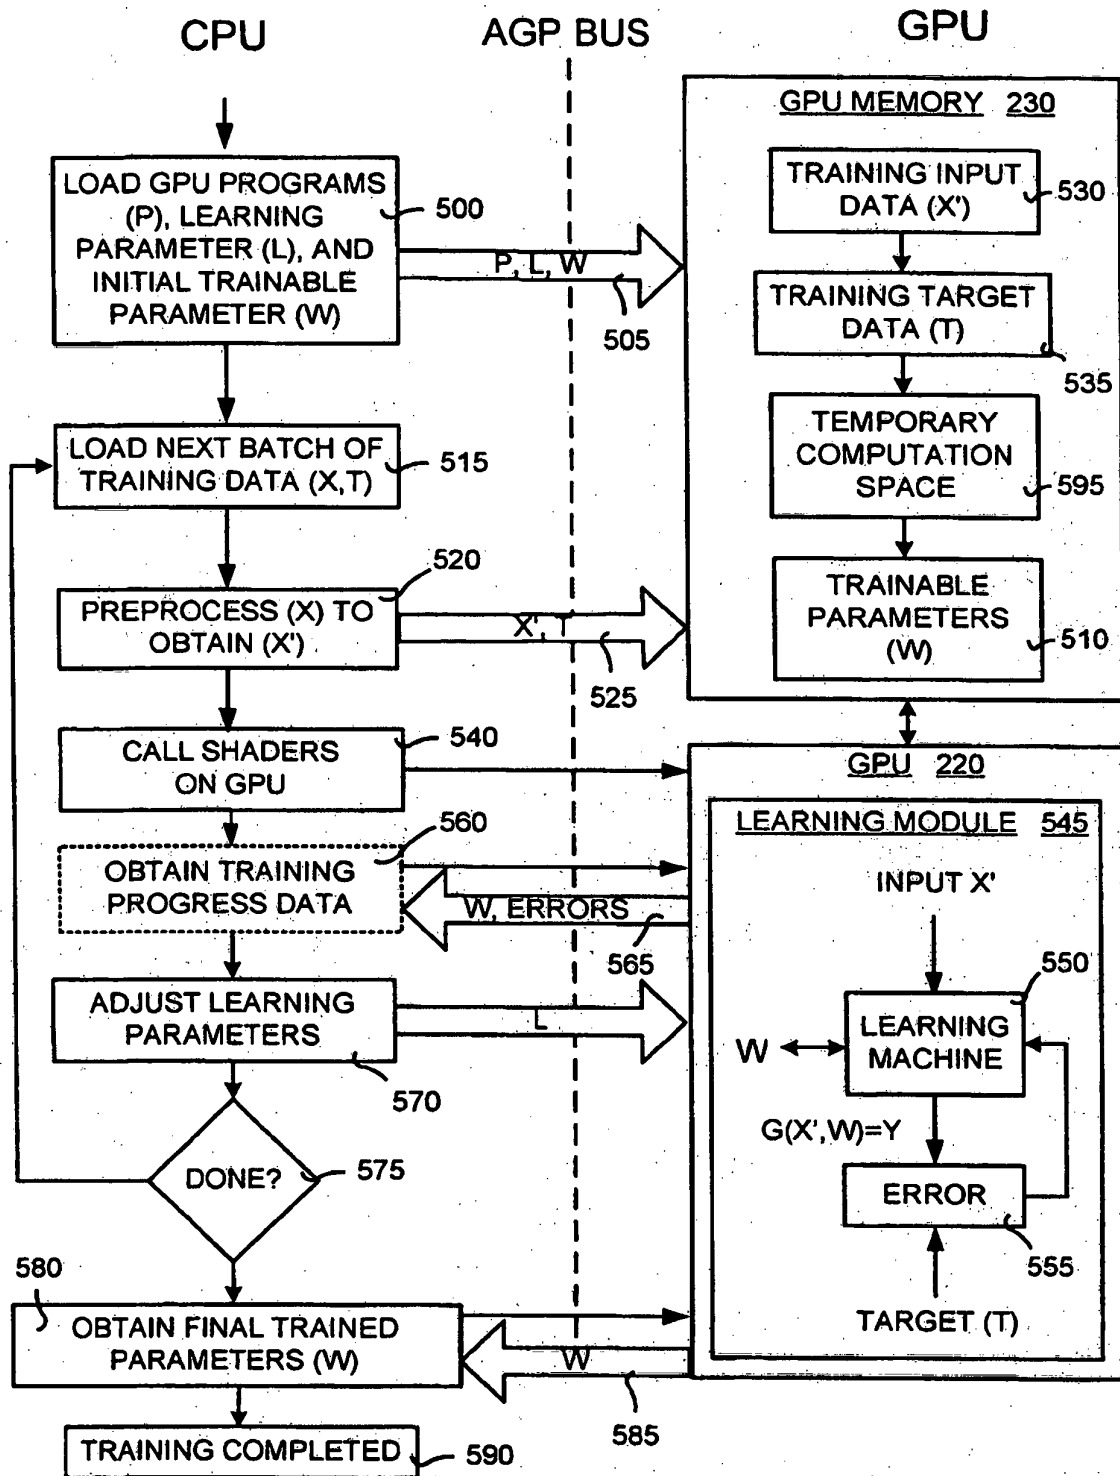 CPU
AGP BUS
GPU
LOAD GPU PROGRAMS
(P), LEARNING
PARAMETER (L), AND
INITIAL TRAINABLE
PARAMETER (W)
500
P, L, W
505
LOAD NEXT BATCH OF
TRAINING DATA (X,T)
515
PREPROCESS (X) TO
OBTAIN (X')
520
X', T
525
CALL SHADERS
ON GPU
540
OBTAIN TRAINING
PROGRESS DATA
560
W, ERRORS
565
ADJUST LEARNING
PARAMETERS
570
L
DONE?
575
580
OBTAIN FINAL TRAINED
PARAMETERS (W)
W
585
TRAINING COMPLETED
590
GPU MEMORY 230
TRAINING INPUT
DATA (X')
530
TRAINING TARGET
DATA (T)
535
TEMPORARY
COMPUTATION
SPACE
595
TRAINABLE
PARAMETERS
(W)
510
GPU 220
LEARNING MODULE 545
INPUT X'
550
LEARNING
MACHINE
W
G(X',W)=Y
ERROR
555
TARGET (T)